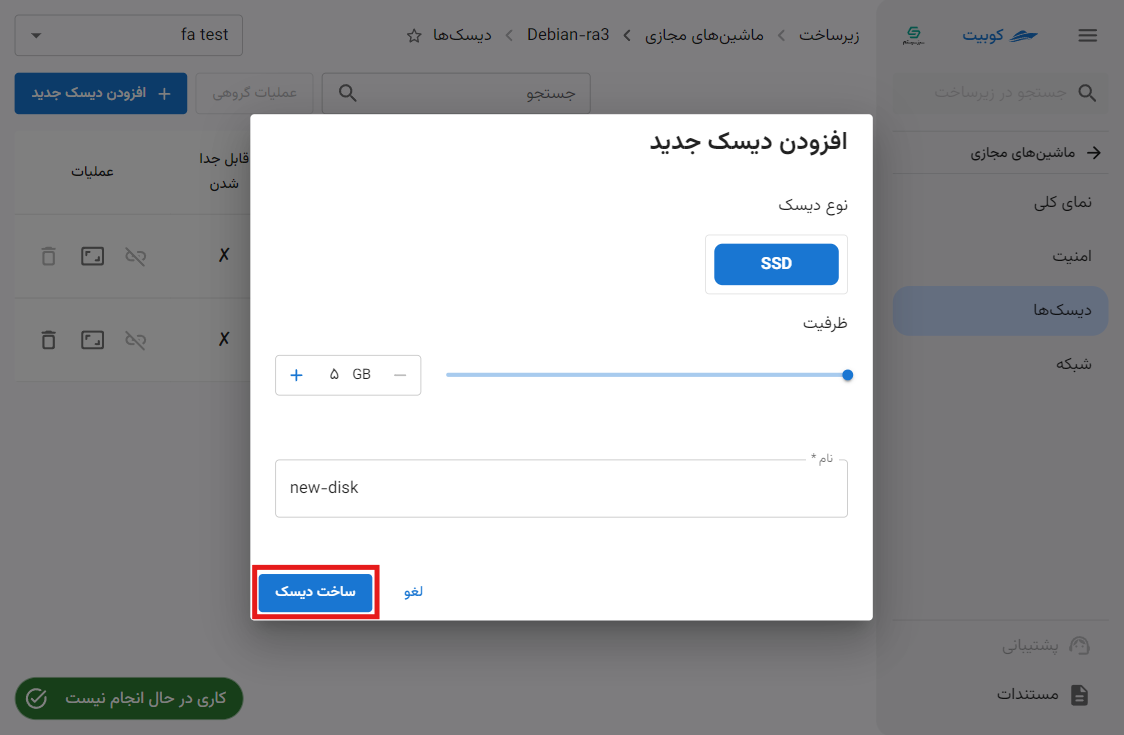 کوبیت
زیرساخت
ماشین‌های مجازی
Debian-ra3
دیسک‌ها
fa test
جستجو در زیرساخت
جستجو
عملیات گروهی
افزودن دیسک جدید
ماشین‌های مجازی
نمای کلی
امنیت
دیسک‌ها
شبکه
قابل جدا
شدن
عملیات
افزودن دیسک جدید
نوع دیسک
SSD
ظرفیت
۵ GB
نام *
new-disk
ساخت دیسک
لغو
پشتیبانی
مستندات
کاری در حال انجام نیست